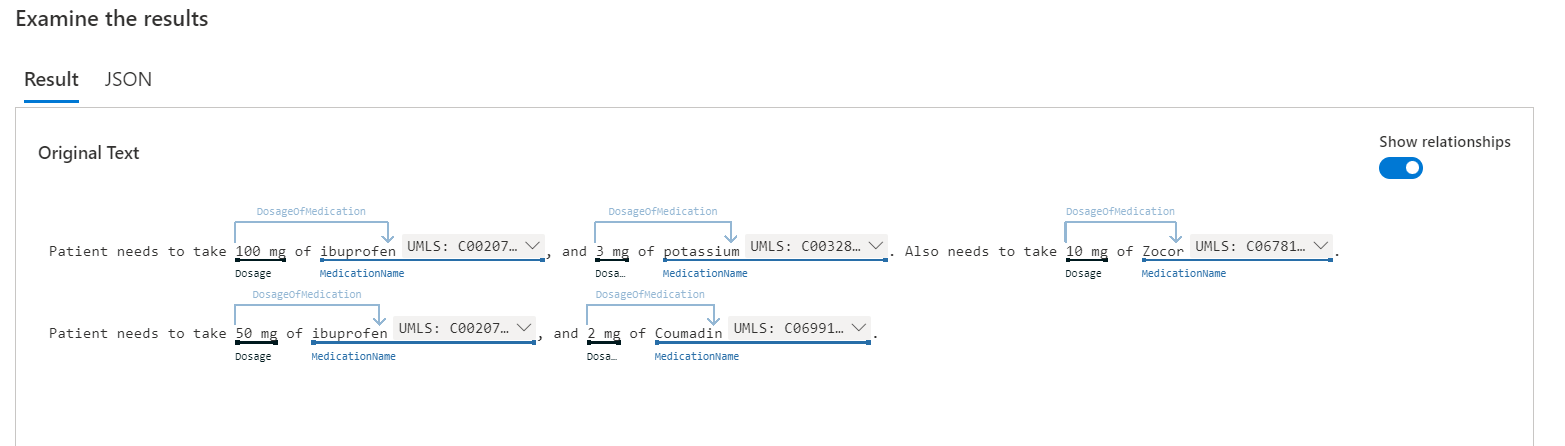 Examine the results
Result JSON
Original Text
Show relationships
DosageOfMedication DosageOfMedication DosageOfMedication
Patient needs to take 100 mg of ibuprofen UMLS: C00207… , and 3 mg of potassium UMLS: C00328… . Also needs to take 10 mg of Zocor UMLS: C06781… .
Dosage MedicationName Dosa… MedicationName Dosage MedicationName
DosageOfMedication DosageOfMedication
Patient needs to take 50 mg of ibuprofen UMLS: C00207… , and 2 mg of Coumadin UMLS: C06991… .
Dosage MedicationName Dosa… MedicationName